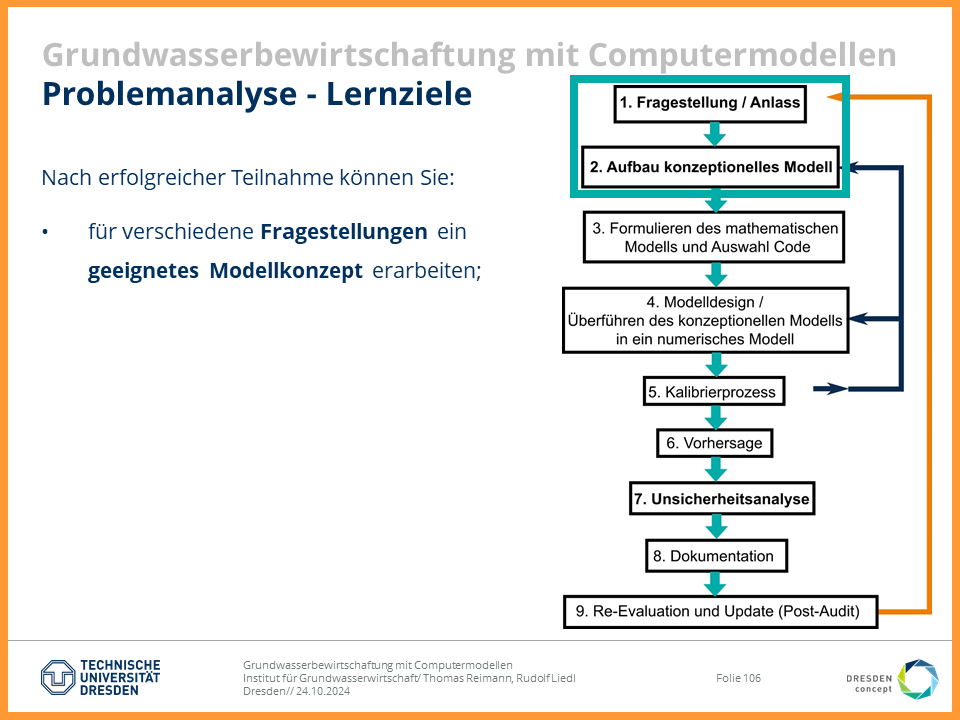 Grundwasserbewirtschaftung mit Computermodellen
Problemanalyse - Lernziele
Nach erfolgreicher Teilnahme können Sie:
• für verschiedene Fragestellungen ein
geeignetes Modellkonzept erarbeiten;
1. Fragestellung / Anlass
2. Aufbau konzeptionelles Modell
3. Formulieren des mathematischen
Modells und Auswahl Code
4. Modelldesign /
Überführen des konzeptionellen Modells
in ein numerisches Modell
5. Kalibrierprozess
6. Vorhersage
7. Unsicherheitsanalyse
8. Dokumentation
9. Re-Evaluation und Update (Post-Audit)
TECHNISCHE
UNIVERSITÄT
DRESDEN
Grundwasserbewirtschaftung mit Computermodellen
Institut für Grundwasserwirtschaft/ Thomas Reimann, Rudolf Liedl
Dresden// 24.10.2024
Folie 106
DRESDEN
concept